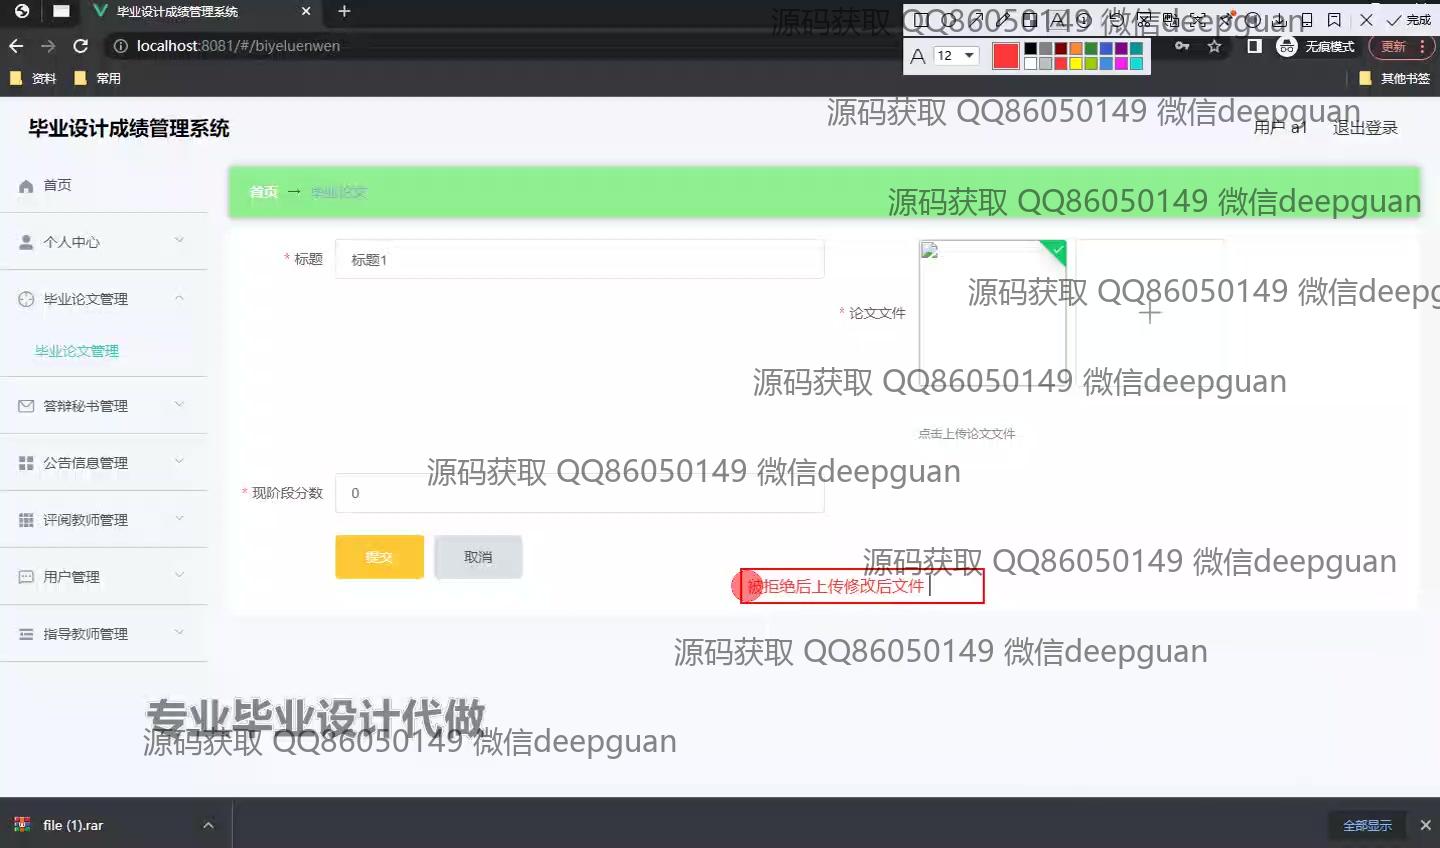 毕业设计成绩管理系统
localhost:8081/#/biyeluenwen
无痕模式
更新
完成
12
资料
常用
其他书签
源码获取 QQ86050149 微信deepguan
源码获取 QQ86050149 微信deepguan
毕业设计成绩管理系统
用户 a1
退出登录
首页
首页 → 毕业论文
源码获取 QQ86050149 微信deepguan
个人中心
* 标题
标题1
源码获取 QQ86050149 微信deepg
毕业论文管理
* 论文文件
毕业论文管理
源码获取 QQ86050149 微信deepguan
答辩秘书管理
点击上传论文文件
公告信息管理
源码获取 QQ86050149 微信deepguan
* 现阶段分数
0
评阅教师管理
提交
取消
源码获取 QQ86050149 微信deepguan
用户管理
被拒绝后上传修改后文件
指导教师管理
源码获取 QQ86050149 微信deepguan
专业毕业设计代做
源码获取 QQ86050149 微信deepguan
file (1).rar
全部显示